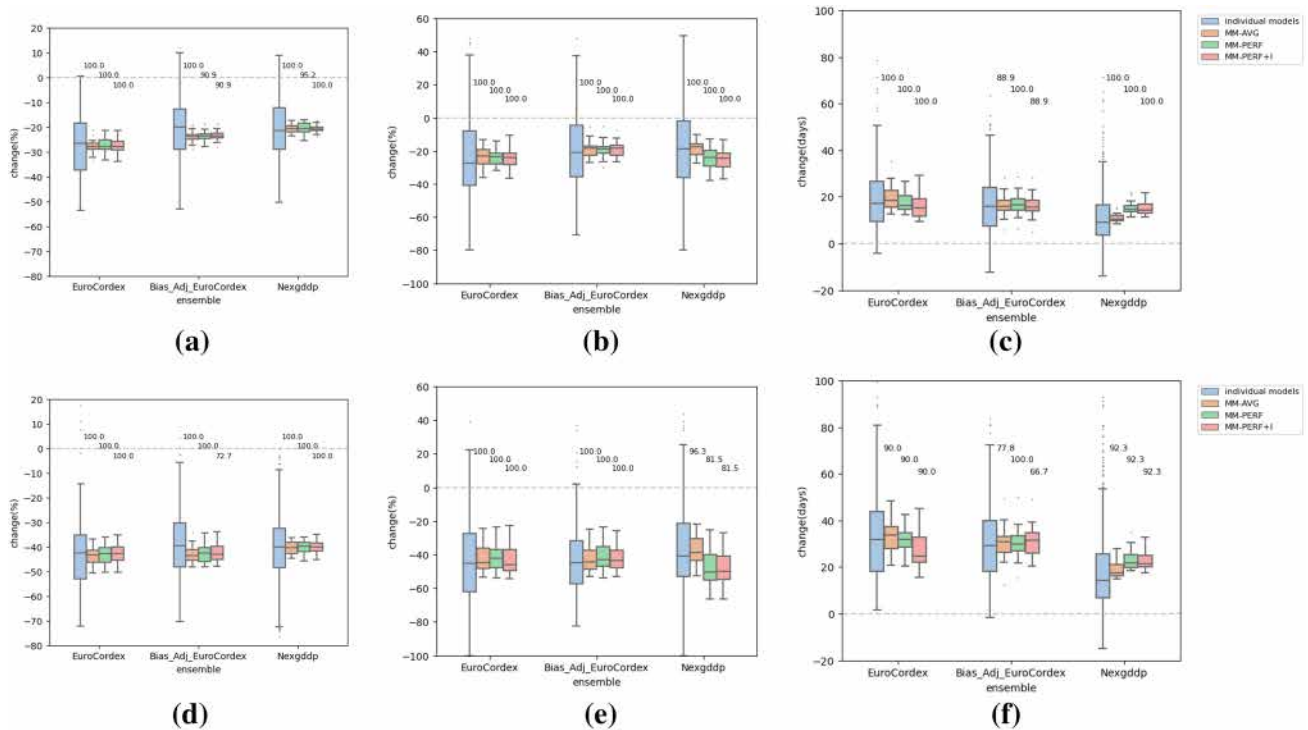 20
10
0
−10
−20
−30
−40
−50
−60
−70
−80
change(%)
100.0
100.0
100.0
100.0
90.9
90.9
100.0
95.2
100.0
EuroCordex
Bias_Adj_EuroCordex
Nexgddp
ensemble
(a)
60
40
20
0
−20
−40
−60
−80
−100
change(%)
100.0
100.0
100.0
100.0
100.0
100.0
100.0
100.0
100.0
EuroCordex
Bias_Adj_EuroCordex
Nexgddp
ensemble
(b)
100
80
60
40
20
0
−20
change(days)
100.0
100.0
100.0
88.9
100.0
88.9
100.0
100.0
100.0
EuroCordex
Bias_Adj_EuroCordex
Nexgddp
ensemble
(c)
individual models
MM-AVG
MM-PERF
MM-PERF+I
20
10
0
−10
−20
−30
−40
−50
−60
−70
−80
change(%)
100.0
100.0
100.0
100.0
100.0
72.7
100.0
100.0
100.0
EuroCordex
Bias_Adj_EuroCordex
Nexgddp
ensemble
(d)
60
40
20
0
−20
−40
−60
−80
−100
change(%)
100.0
100.0
100.0
100.0
100.0
100.0
96.3
81.5
81.5
EuroCordex
Bias_Adj_EuroCordex
Nexgddp
ensemble
(e)
100
80
60
40
20
0
−20
change(days)
90.0
90.0
90.0
77.8
100.0
66.7
92.3
92.3
92.3
EuroCordex
Bias_Adj_EuroCordex
Nexgddp
ensemble
(f)
individual models
MM-AVG
MM-PERF
MM-PERF+I